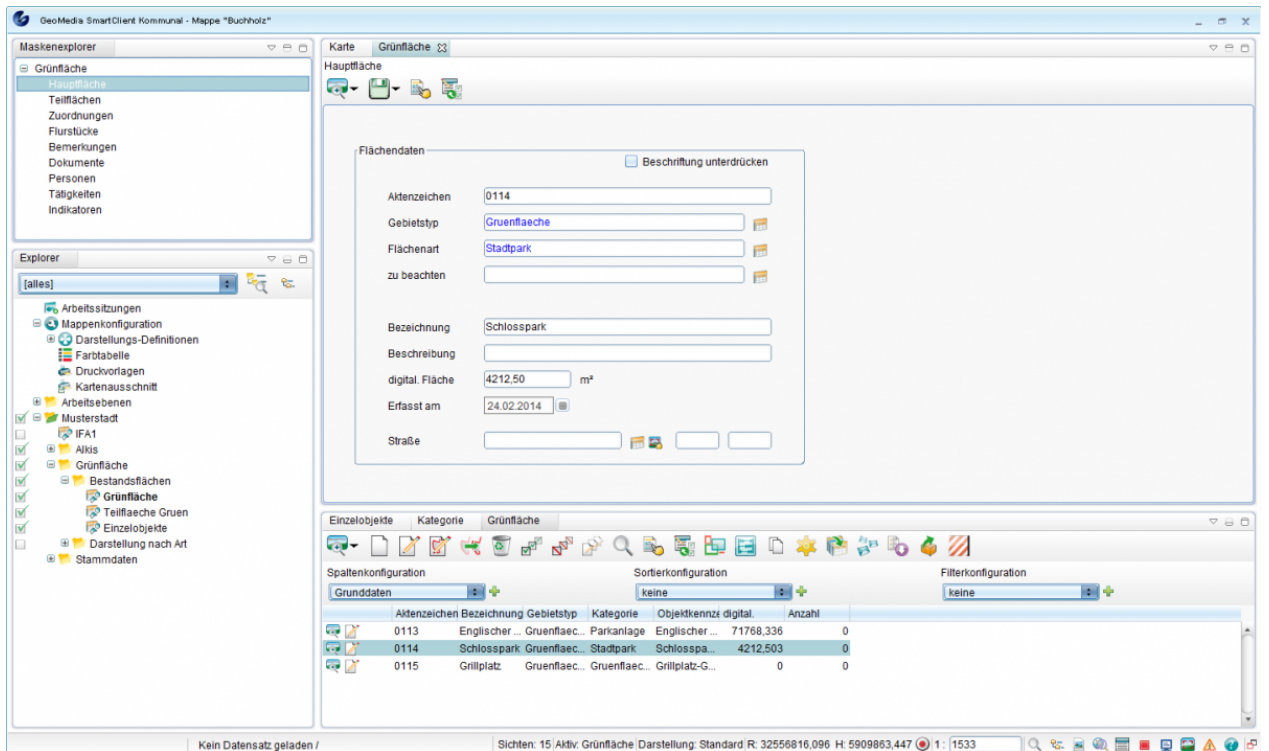 GeoMedia SmartClient Kommunal - Mappe "Buchholz"
Maskenexplorer
Grünfläche
Hauptfläche
Teilflächen
Zuordnungen
Flurstücke
Bemerkungen
Dokumente
Personen
Tätigkeiten
Indikatoren
Explorer
[alles]
Arbeitssitzungen
Mappenkonfiguration
Darstellungs-Definitionen
Farbtabelle
Druckvorlagen
Kartenausschnitt
Arbeitsebenen
Musterstadt
IFA1
Alkis
Grünfläche
Bestandsflächen
Grünfläche
Teilflaeche Gruen
Einzelobjekte
Darstellung nach Art
Stammdaten
Karte Grünfläche
Hauptfläche
Flächendaten
Beschriftung unterdrücken
Aktenzeichen 0114
Gebietstyp Gruenflaeche
Flächenart Stadtpark
zu beachten
Bezeichnung Schlosspark
Beschreibung
digital. Fläche 4212,50 m²
Erfasst am 24.02.2014
Straße
Einzelobjekte Kategorie Grünfläche
Spaltenkonfiguration Sortierkonfiguration Filterkonfiguration
Grunddaten keine keine
Aktenzeichen Bezeichnung Gebietstyp Kategorie Objektkennze digital. Anzahl
0113 Englischer ... Gruenflaec... Parkanlage Englischer ... 71768,336 0
0114 Schlosspark Gruenflaec... Stadtpark Schlosspa... 4212,503 0
0115 Grillplatz Gruenflaec... Gruenflaec... Grillplatz-G... 0 0
Kein Datensatz geladen /
Sichten: 15 Aktiv: Grünfläche Darstellung: Standard R: 32556816,096 H: 5909863,447 1 : 1533